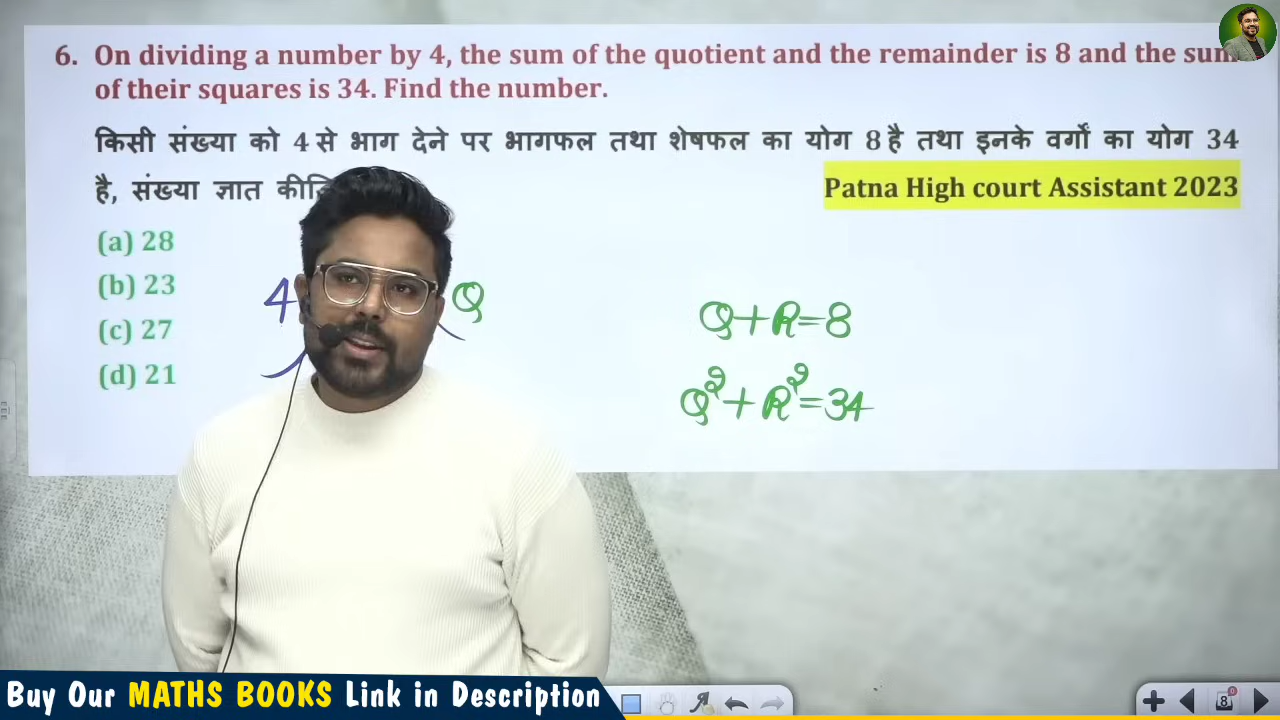 6. On dividing a number by 4, the sum of the quotient and the remainder is 8 and the sum
of their squares is 34. Find the number.
किसी संख्या को 4 से भाग देने पर भागफल तथा शेषफल का योग 8 है तथा इनके वर्गों का योग 34
है, संख्या ज्ञात
Patna High court Assistant 2023
(a) 28
(b) 23
(c) 27
(d) 21
4
Q
Q+R=8
Q²+R²=34
Buy Our MATHS BOOKS Link in Description
8